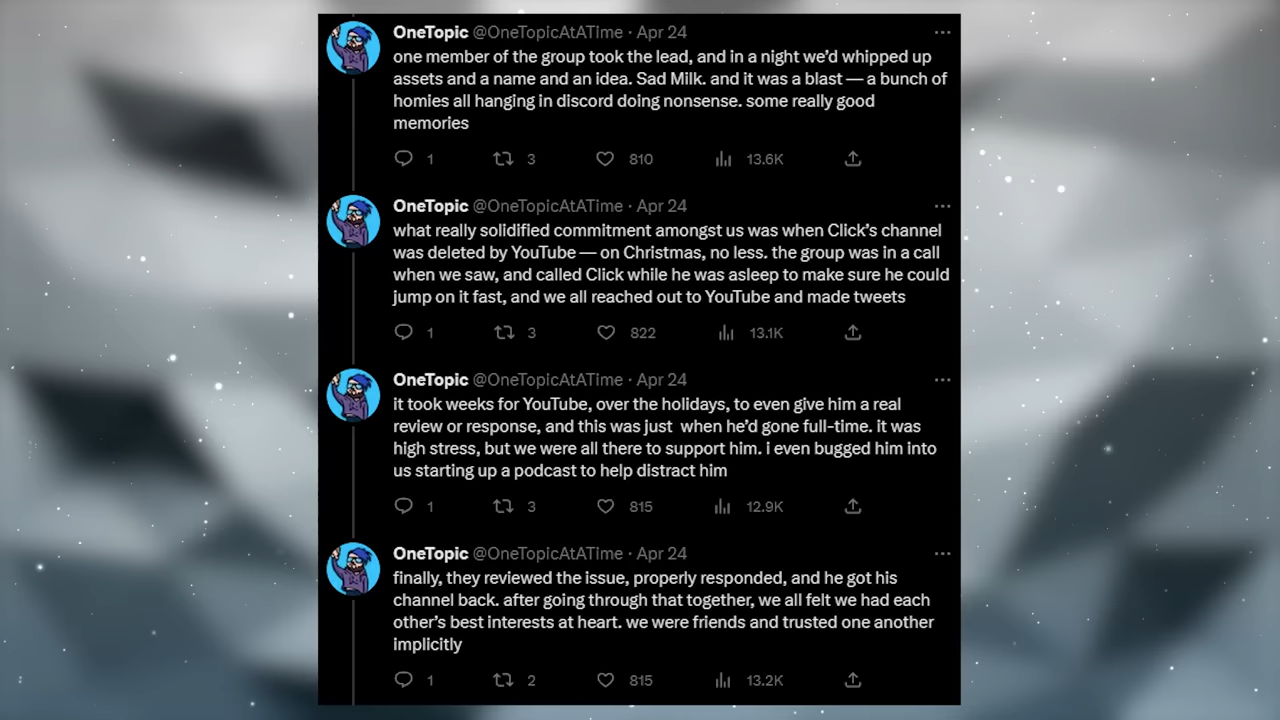 OneTopic @OneTopicAtATime · Apr 24
one member of the group took the lead, and in a night we’d whipped up
assets and a name and an idea. Sad Milk. and it was a blast — a bunch of
homies all hanging in discord doing nonsense. some really good
memories
1 3 810 13.6K
OneTopic @OneTopicAtATime · Apr 24
what really solidified commitment amongst us was when Click’s channel
was deleted by YouTube — on Christmas, no less. the group was in a call
when we saw, and called Click while he was asleep to make sure he could
jump on it fast, and we all reached out to YouTube and made tweets
1 3 822 13.1K
OneTopic @OneTopicAtATime · Apr 24
it took weeks for YouTube, over the holidays, to even give him a real
review or response, and this was just  when he’d gone full-time. it was
high stress, but we were all there to support him. i even bugged him into
us starting up a podcast to help distract him
1 3 815 12.9K
OneTopic @OneTopicAtATime · Apr 24
finally, they reviewed the issue, properly responded, and he got his
channel back. after going through that together, we all felt we had each
other’s best interests at heart. we were friends and trusted one another
implicitly
1 2 815 13.2K